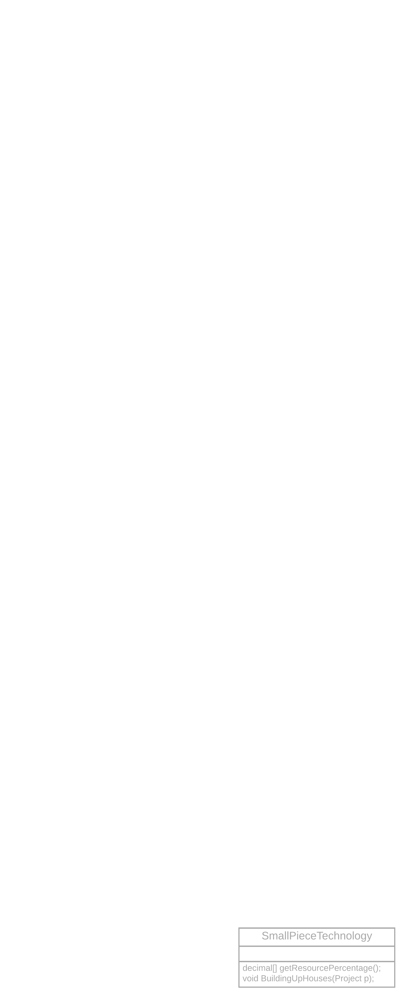 SmallPieceTechnology
decimal[] getResourcePercentage();
void BuildingUpHouses(Project p);